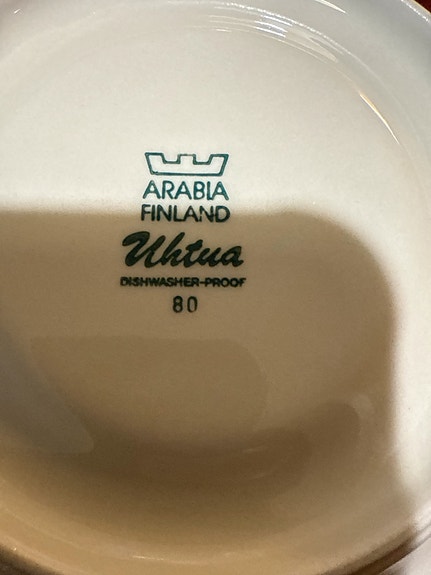 ARABIA
FINLAND
Uhtua
DISHWASHER-PROOF
80